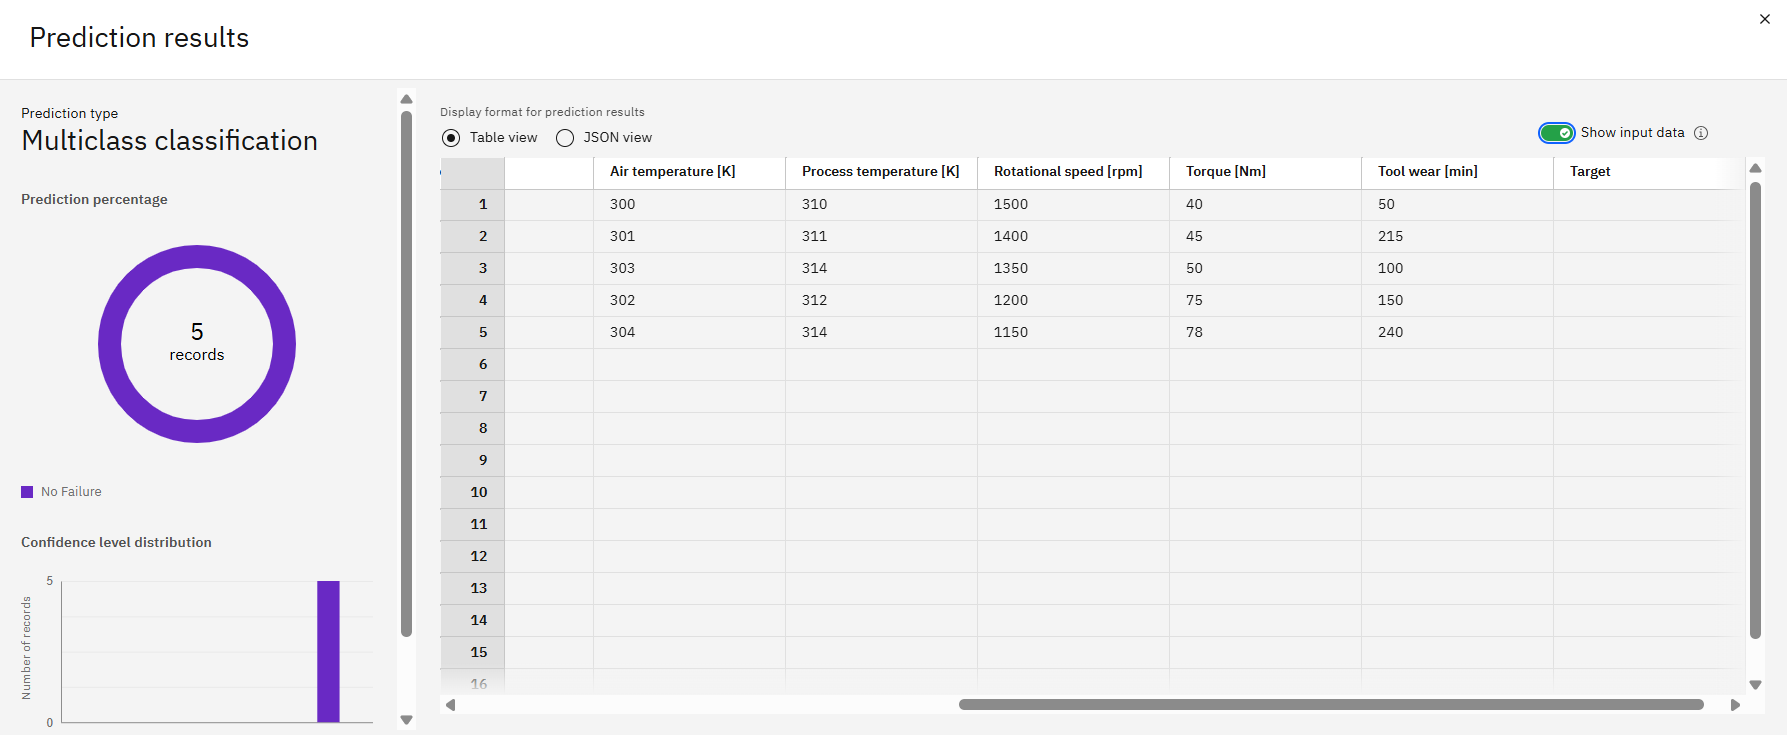 Prediction results
Prediction type
Multiclass classification
Prediction percentage
5
records
No Failure
Confidence level distribution
5
Number of records
0
Display format for prediction results
Table view JSON view
Show input data
Air temperature [K] Process temperature [K] Rotational speed [rpm] Torque [Nm] Tool wear [min] Target
1 300 310 1500 40 50
2 301 311 1400 45 215
3 303 314 1350 50 100
4 302 312 1200 75 150
5 304 314 1150 78 240
6
7
8
9
10
11
12
13
14
15
16